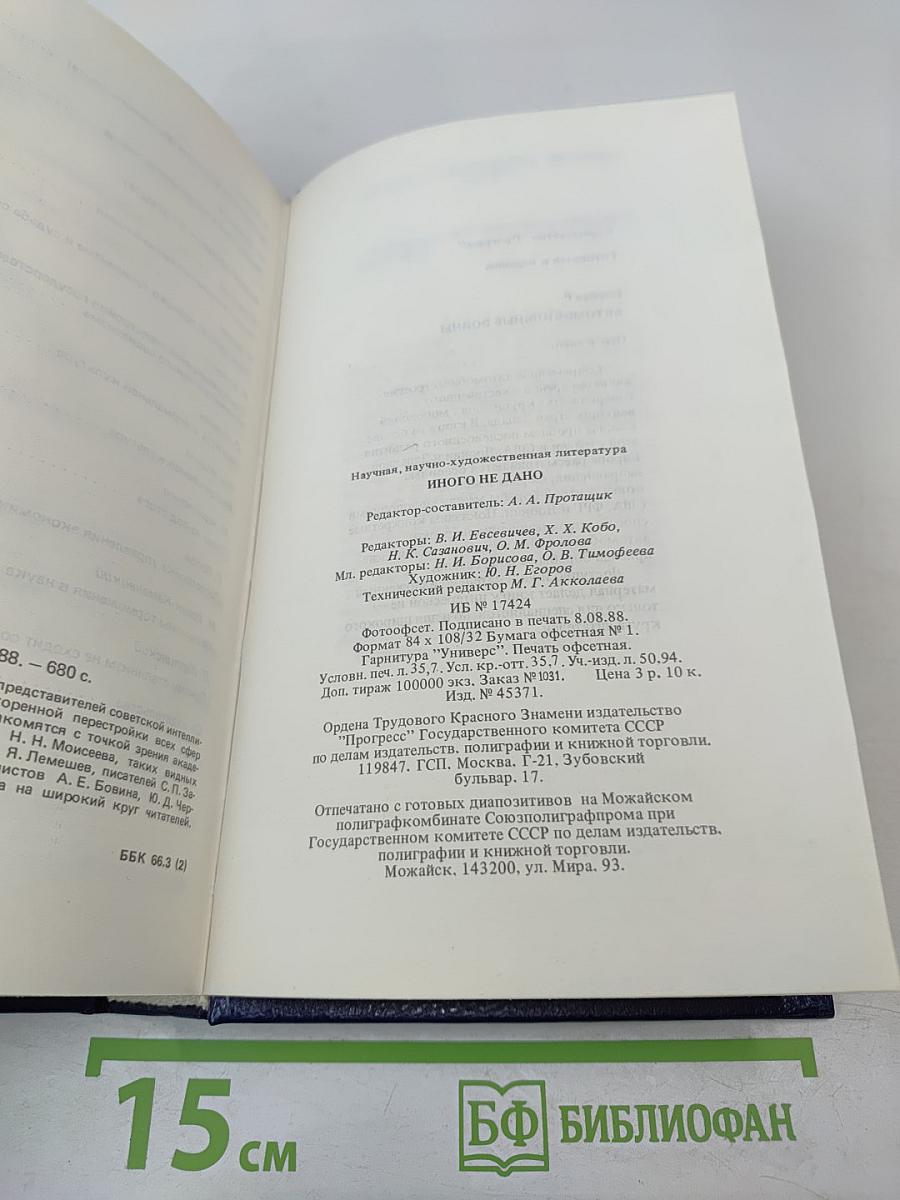 88. – 680 с.
представителей советской интелли-
коренной перестройки всех сфер
комятся с точкой зрения акаде-
Н. Н. Моисеева, таких видных
Я. Лемешев, писателей С. П. За-
истов А. Е. Бовина, Ю. Д. Чер-
а на широкий круг читателей.
ББК 66.3 (2)
Научная, научно-художественная литература
ИНОГО НЕ ДАНО
Редактор-составитель: А. А. Протащик
Редакторы: В. И. Евсевичев, Х. Х. Кобо,
Н. К. Сазанович, О. М. Фролова
Мл. редакторы: Н. И. Борисова, О. В. Тимофеева
Художник: Ю. Н. Егоров
Технический редактор М. Г. Акколаева
ИБ № 17424
Фотоофсет. Подписано в печать 8.08.88.
Формат 84 х 108/32 Бумага офсетная № 1.
Гарнитура "Универс". Печать офсетная.
Условн. печ. л. 35,7. Усл. кр.-отт. 35,7. Уч.-изд. л. 50,94.
Доп. тираж 100000 экз. Заказ № 1031. Цена 3 р. 10 к.
Изд. № 45371.
Ордена Трудового Красного Знамени издательство
"Прогресс" Государственного комитета СССР
по делам издательств, полиграфии и книжной торговли.
119847. ГСП. Москва. Г-21, Зубовский
бульвар. 17.
Отпечатано с готовых диапозитивов на Можайском
полиграфкомбинате Союзполиграфпрома при
Государственном комитете СССР по делам издательств,
полиграфии и книжной торговли.
Можайск, 143200, ул. Мира, 93.
15 см
БФ БИБЛИОФАН